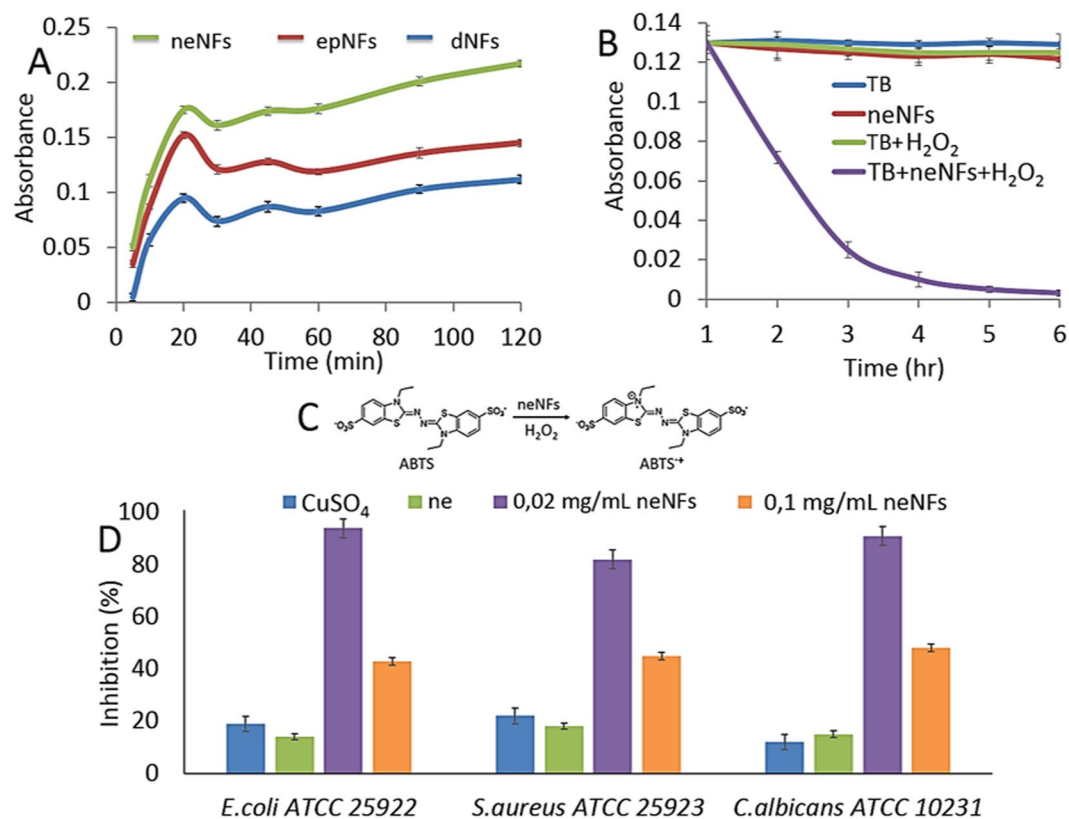 A
neNFs epNFs dNFs
Absorbance
0.25
0.2
0.15
0.1
0.05
0
0 20 40 60 80 100 120
Time (min)
B
Absorbance
0.14
0.12
0.1
0.08
0.06
0.04
0.02
0
TB
neNFs
TB+H₂O₂
TB+neNFs+H₂O₂
1 2 3 4 5 6
Time (hr)
C
⁻O₃S
S
N
N
N
S
N
SO₃⁻
ABTS
neNFs
H₂O₂
⁻O₃S
S
N
⊕
N
N
S
N
SO₃⁻
ABTS·⁺
D
CuSO₄ ne 0,02 mg/mL neNFs 0,1 mg/mL neNFs
Inhibition (%)
100
80
60
40
20
0
E.coli ATCC 25922 S.aureus ATCC 25923 C.albicans ATCC 10231